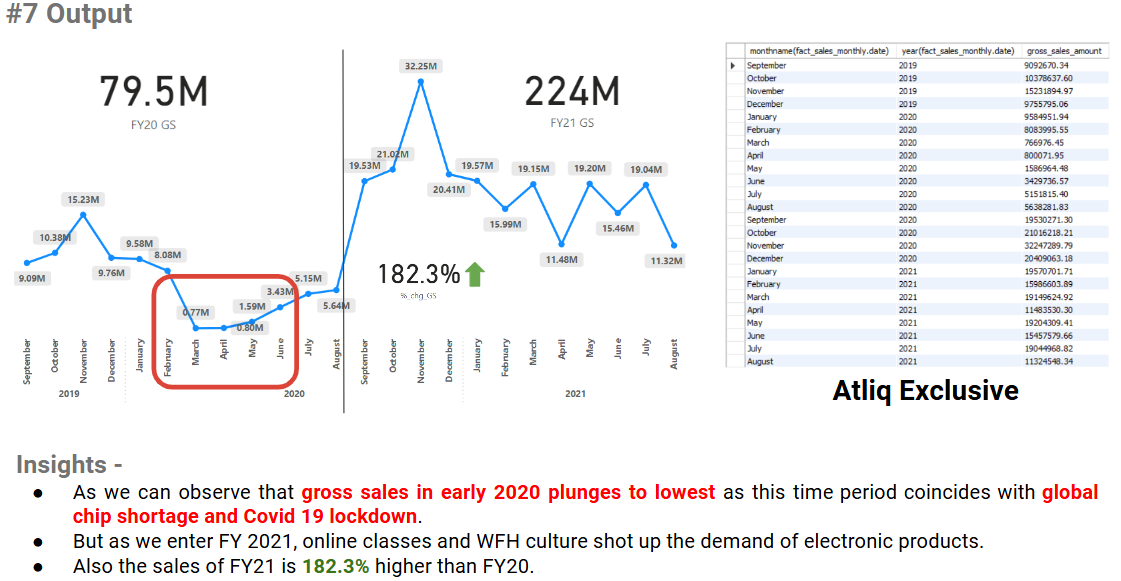 #7 Output
79.5M
FY20 GS
224M
FY21 GS
182.3%
% chg GS
9.09M
10.38M
15.23M
9.76M
9.58M
8.08M
0.77M
0.80M
1.59M
3.43M
5.15M
5.64M
19.53M
21.02M
32.25M
20.41M
19.57M
15.99M
19.15M
11.48M
19.20M
15.46M
19.04M
11.32M
September
October
November
December
January
February
March
April
May
June
July
August
September
October
November
December
January
February
March
April
May
June
July
August
2019
2020
2021
monthname(fact_sales_monthly.date) year(fact_sales_monthly.date) gross_sales_amount
September 2019 9092670.34
October 2019 10378637.60
November 2019 15231894.97
December 2019 9755795.06
January 2020 9584951.94
February 2020 8083995.55
March 2020 766976.45
April 2020 800071.95
May 2020 1586964.48
June 2020 3429736.57
July 2020 5151815.40
August 2020 5638281.83
September 2020 19530271.30
October 2020 21016218.21
November 2020 32247289.79
December 2020 20409063.18
January 2021 19570701.71
February 2021 15986603.89
March 2021 19149624.92
April 2021 11483530.30
May 2021 19204309.41
June 2021 15457579.66
July 2021 19044968.82
August 2021 11324548.34
Atliq Exclusive
Insights -
● As we can observe that gross sales in early 2020 plunges to lowest as this time period coincides with global
chip shortage and Covid 19 lockdown.
● But as we enter FY 2021, online classes and WFH culture shot up the demand of electronic products.
● Also the sales of FY21 is 182.3% higher than FY20.